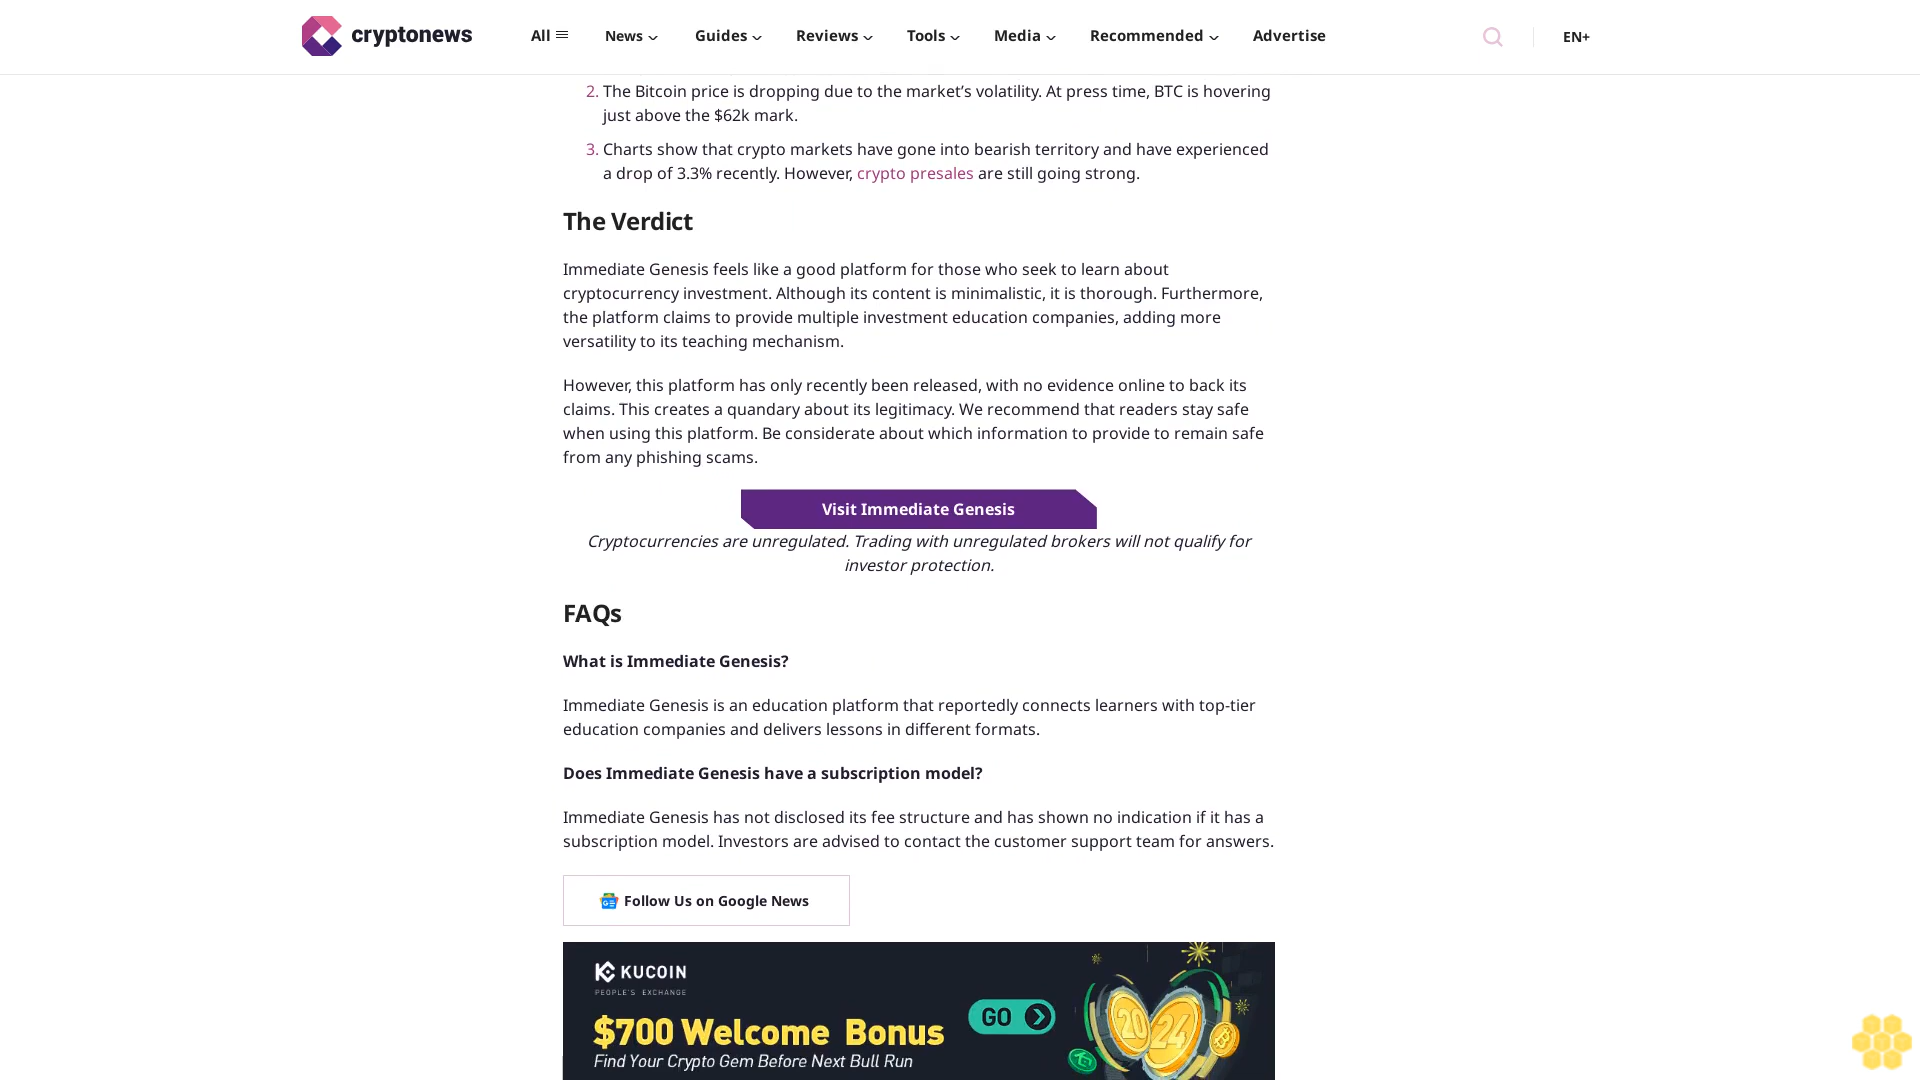 cryptonews
All
News
Guides
Reviews
Tools
Media
Recommended
Advertise
EN+
2. The Bitcoin price is dropping due to the market’s volatility. At press time, BTC is hovering
just above the $62k mark.
3. Charts show that crypto markets have gone into bearish territory and have experienced
a drop of 3.3% recently. However, crypto presales are still going strong.
The Verdict
Immediate Genesis feels like a good platform for those who seek to learn about
cryptocurrency investment. Although its content is minimalistic, it is thorough. Furthermore,
the platform claims to provide multiple investment education companies, adding more
versatility to its teaching mechanism.
However, this platform has only recently been released, with no evidence online to back its
claims. This creates a quandary about its legitimacy. We recommend that readers stay safe
when using this platform. Be considerate about which information to provide to remain safe
from any phishing scams.
Visit Immediate Genesis
Cryptocurrencies are unregulated. Trading with unregulated brokers will not qualify for
investor protection.
FAQs
What is Immediate Genesis?
Immediate Genesis is an education platform that reportedly connects learners with top-tier
education companies and delivers lessons in different formats.
Does Immediate Genesis have a subscription model?
Immediate Genesis has not disclosed its fee structure and has shown no indication if it has a
subscription model. Investors are advised to contact the customer support team for answers.
Follow Us on Google News
KUCOIN
PEOPLE'S EXCHANGE
$700 Welcome Bonus
Find Your Crypto Gem Before Next Bull Run
GO
20
24